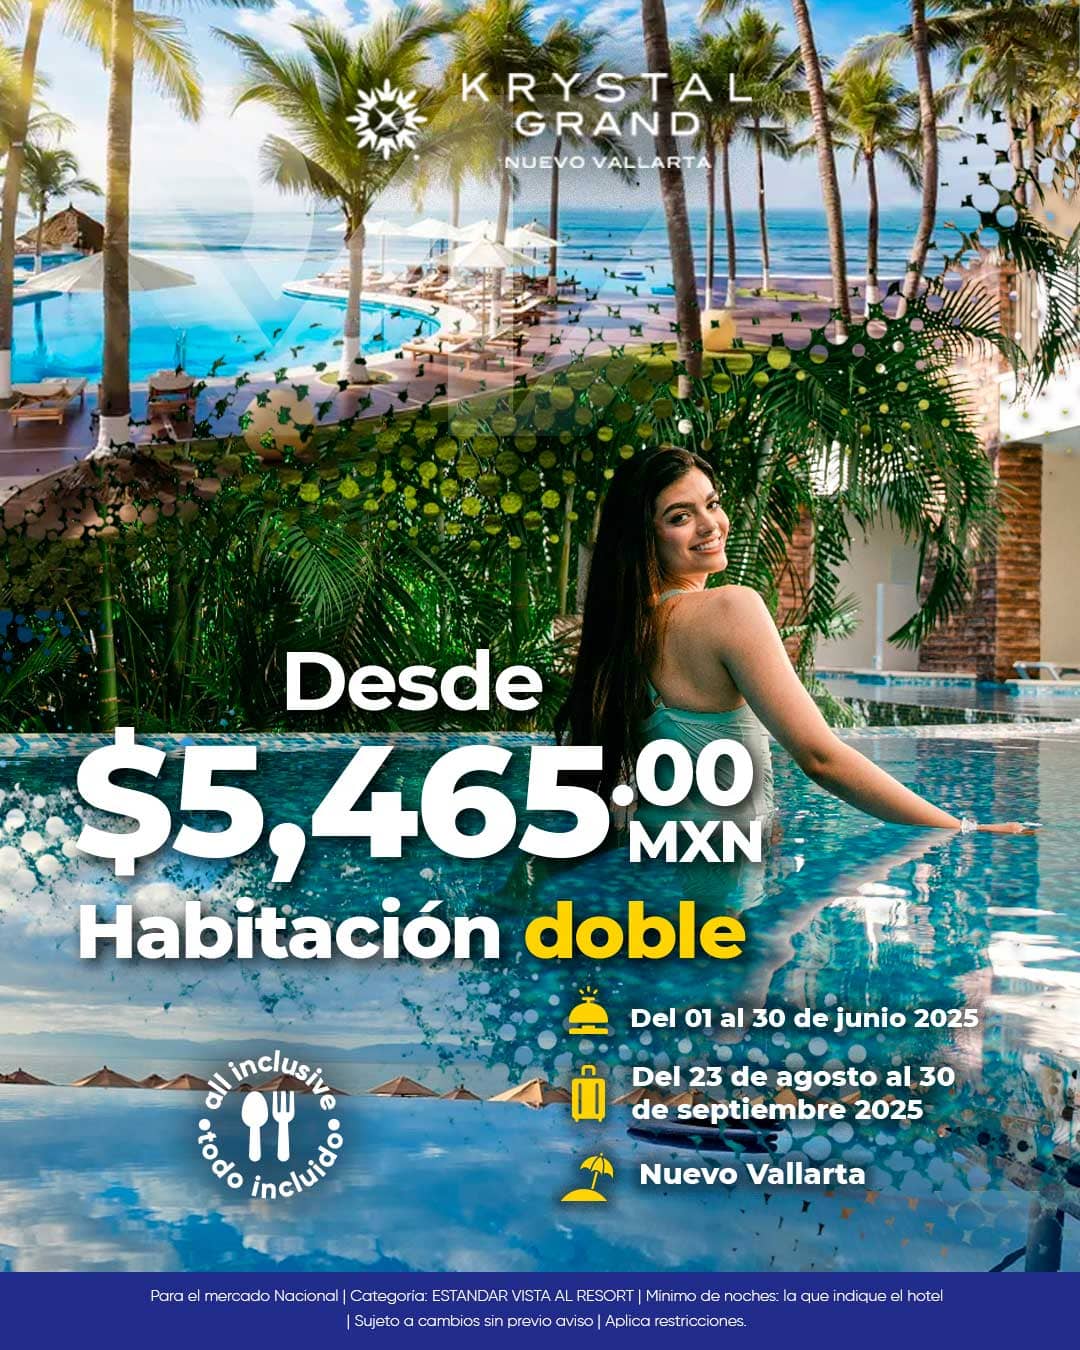 KRYSTAL
GRAND
NUEVO VALLARTA
Desde
$5,465.00
MXN
Habitación doble
Del 01 al 30 de junio 2025
Del 23 de agosto al 30
de septiembre 2025
Nuevo Vallarta
all inclusive
todo incluido
Para el mercado Nacional | Categoría: ESTANDAR VISTA AL RESORT | Mínimo de noches: la que indique el hotel
| Sujeto a cambios sin previo aviso | Aplica restricciones.